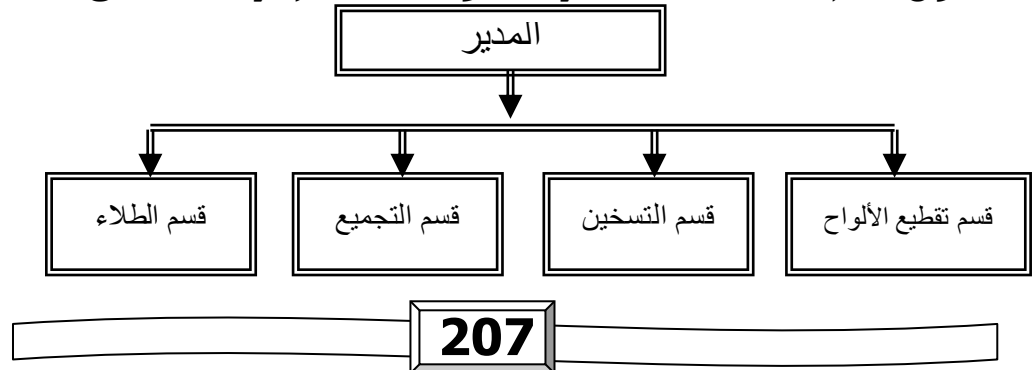 المدير
قسم تقطيع الألواح
قسم التسخين
قسم التجميع
قسم الطلاء
207